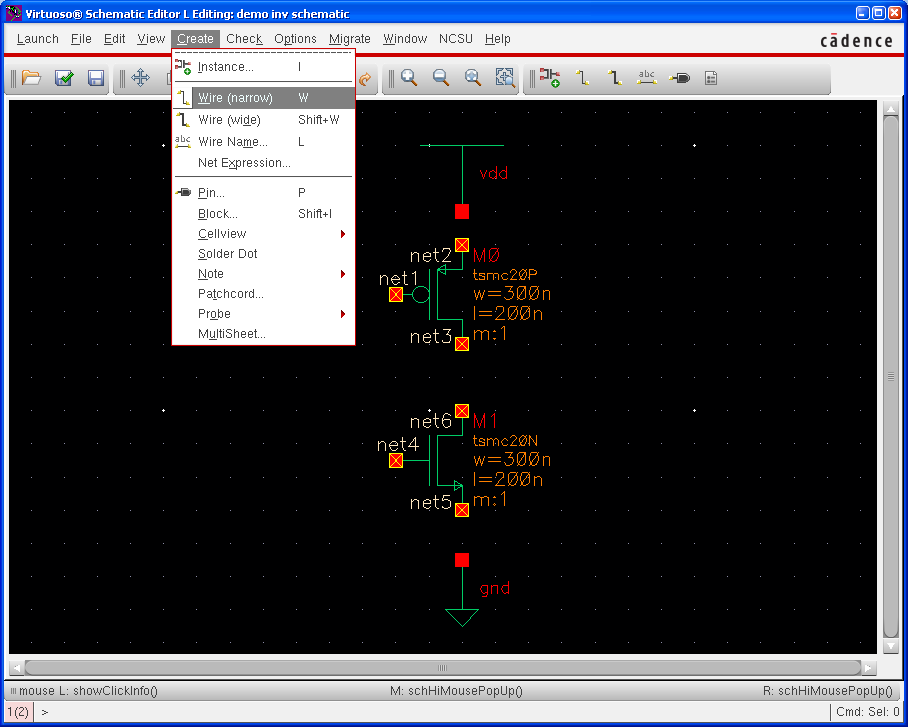 Virtuoso® Schematic Editor L Editing: demo inv schematic
Launch File Edit View Create Check Options Migrate Window NCSU Help
cādence
Instance... I
Wire (narrow) W
Wire (wide) Shift+W
abc Wire Name... L
Net Expression...
Pin... P
Block... Shift+I
Cellview
Solder Dot
Note
Patchcord...
Probe
MultiSheet...
abc
vdd
net2 M0
net1 tsmc20P
w=300n
l=200n
net3 m:1
net6 M1
net4 tsmc20N
w=300n
l=200n
net5 m:1
gnd
mouse L: showClickInfo() M: schHiMousePopUp() R: schHiMousePopUp()
1(2) > Cmd: Sel: 0